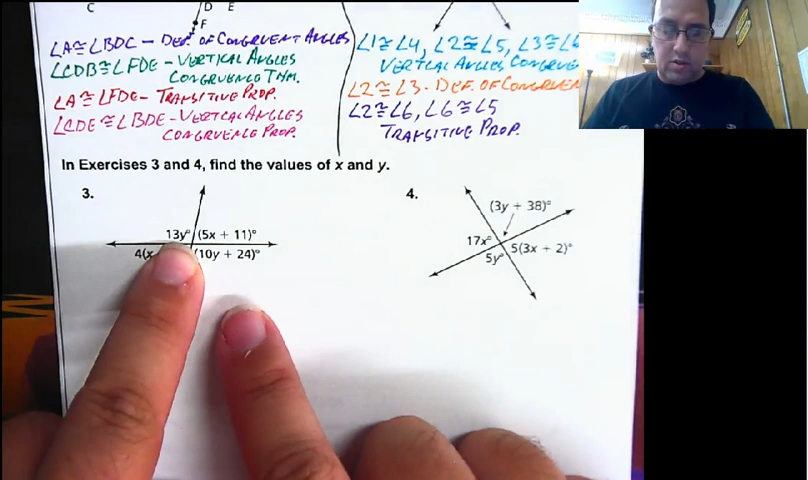 C
D E
F
∠A≅∠BDC – DEF. OF CONGRUENT ANGLES
∠CDB≅∠FDE – VERTICAL ANGLES
CONGRUENCE THM.
∠A≅∠FDE – TRANSITIVE PROP.
∠CDE≅∠BDE – VERTICAL ANGLES
CONGRUENCE PROP.
∠1≅∠4, ∠2≅∠5, ∠3≅∠6
VERTICAL ANGLES
∠2≅∠3 - DEF. OF
∠2≅∠6, ∠6≅∠5
TRANSITIVE PROP.
In Exercises 3 and 4, find the values of x and y.
3.
13y° (5x + 11)°
4(x (10y + 24)°
4.
(3y + 38)°
17x°
5(3x + 2)°
5y°